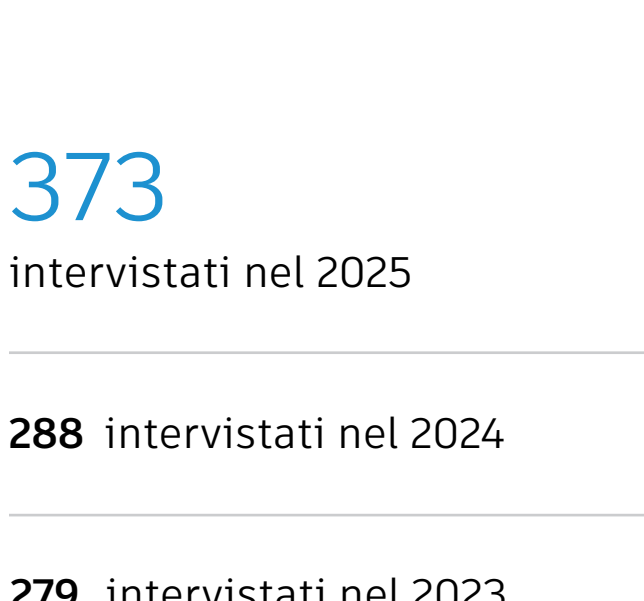 373
intervistati nel 2025
288 intervistati nel 2024
279 intervistati nel 2023